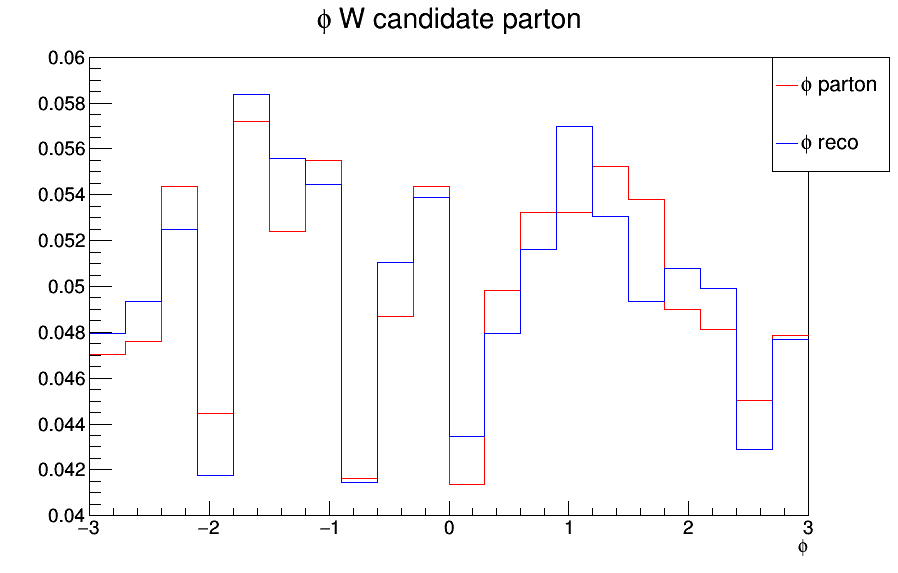 ϕ W candidate parton
0.06
0.058
0.056
0.054
0.052
0.05
0.048
0.046
0.044
0.042
0.04
ϕ parton
ϕ reco
−3 −2 −1 0 1 2 3
ϕ